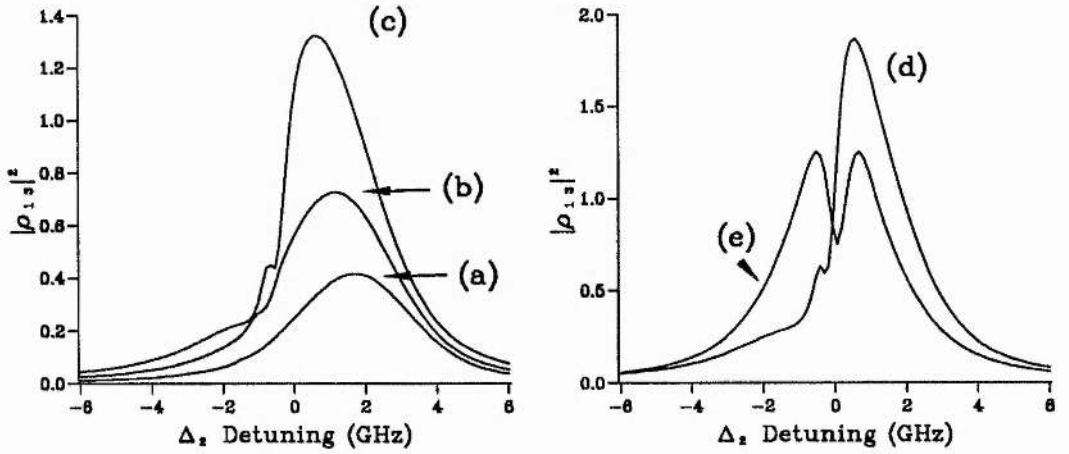 1.4
1.2
1.0
0.8
0.6
0.4
0.2
0.0
|ρ₁₃|²
(c)
(b)
(a)
-6 -4 -2 0 2 4 6
Δ₂ Detuning (GHz)
2.0
1.5
1.0
0.5
0.0
|ρ₁₃|²
(d)
(e)
-6 -4 -2 0 2 4 6
Δ₂ Detuning (GHz)